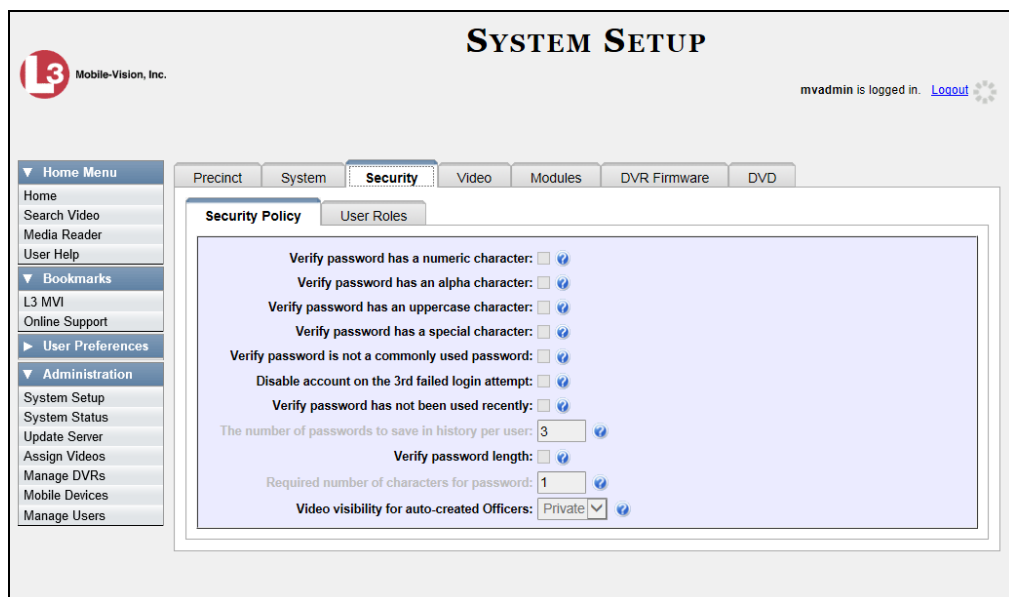 SYSTEM SETUP
L3 Mobile-Vision, Inc.
mvadmin is logged in. Logout
Home Menu
Home
Search Video
Media Reader
User Help
Bookmarks
L3 MVI
Online Support
User Preferences
Administration
System Setup
System Status
Update Server
Assign Videos
Manage DVRs
Mobile Devices
Manage Users
Precinct System Security Video Modules DVR Firmware DVD
Security Policy User Roles
Verify password has a numeric character: ?
Verify password has an alpha character: ?
Verify password has an uppercase character: ?
Verify password has a special character: ?
Verify password is not a commonly used password: ?
Disable account on the 3rd failed login attempt: ?
Verify password has not been used recently: ?
The number of passwords to save in history per user: 3 ?
Verify password length: ?
Required number of characters for password: 1 ?
Video visibility for auto-created Officers: Private ?